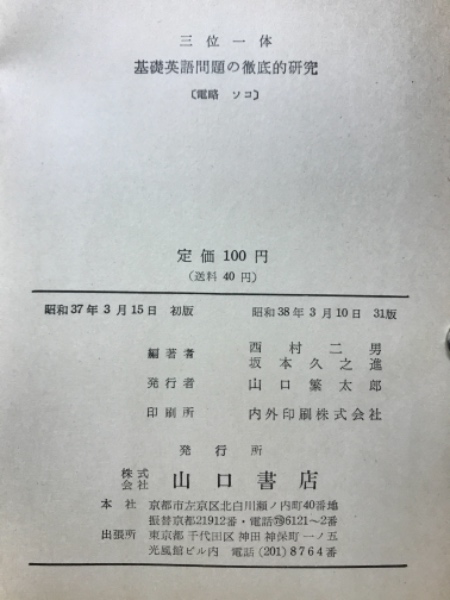 三位一体
基礎英語問題の徹底的研究
〔電略 ソコ〕
定価100円
(送料 40円)
昭和37年3月15日 初版 昭和38年3月10日 31版
編著者 西村二男
坂本久之進
発行者 山口繁太郎
印刷所 内外印刷株式会社
発行所
株式会社 山口書店
本社 京都市左京区北白川瀬ノ内町40番地
振替京都21912番・電話6121~2番
出張所 東京都千代田区神田神保町一ノ五
光風館ビル内 電話(201)8764番